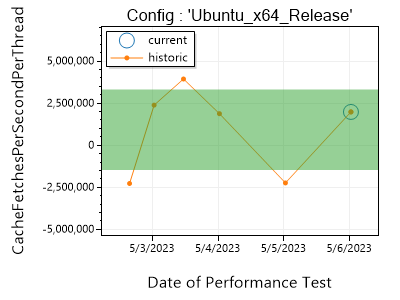 Config : 'Ubuntu_x64_Release'
current
historic
CacheFetchesPerSecondPerThread
5,000,000
2,500,000
0
-2,500,000
-5,000,000
5/3/2023 5/4/2023 5/5/2023 5/6/2023
Date of Performance Test